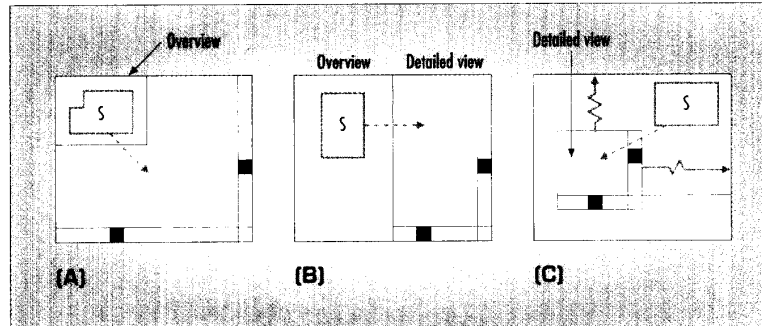 Overview
S
(A)
Overview Detailed view
S
(B)
Detailed view
S
(C)